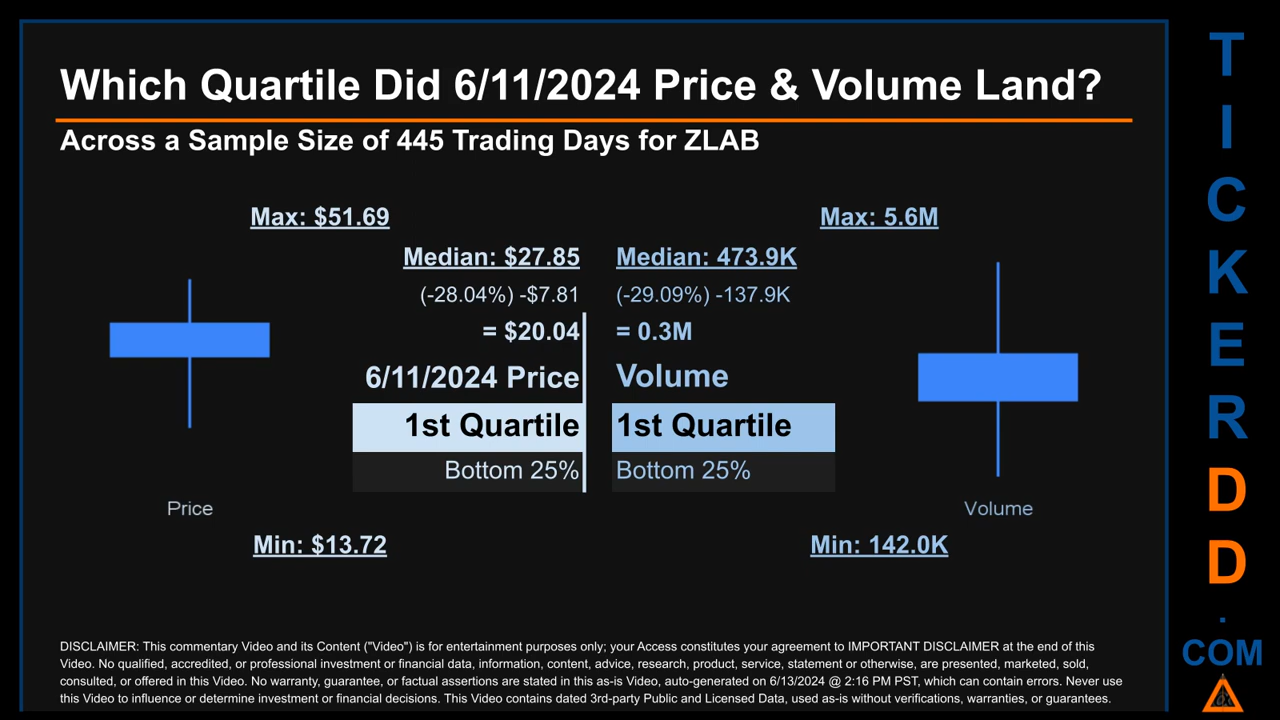 Which Quartile Did 6/11/2024 Price & Volume Land?
Across a Sample Size of 445 Trading Days for ZLAB
Max: $51.69
Max: 5.6M
Median: $27.85
Median: 473.9K
(-28.04%) -$7.81
(-29.09%) -137.9K
= $20.04
= 0.3M
6/11/2024 Price
Volume
1st Quartile
1st Quartile
Bottom 25%
Bottom 25%
Price
Volume
Min: $13.72
Min: 142.0K
DISCLAIMER: This commentary Video and its Content ("Video") is for entertainment purposes only; your Access constitutes your agreement to IMPORTANT DISCLAIMER at the end of this
Video. No qualified, accredited, or professional investment or financial data, information, content, advice, research, product, service, statement or otherwise, are presented, marketed, sold,
consulted, or offered in this Video. No warranty, guarantee, or factual assertions are stated in this as-is Video, auto-generated on 6/13/2024 @ 2:16 PM PST, which can contain errors. Never use
this Video to influence or determine investment or financial decisions. This Video contains dated 3rd-party Public and Licensed Data, used as-is without verifications, warranties, or guarantees.
T
I
C
K
E
R
D
D
.
COM